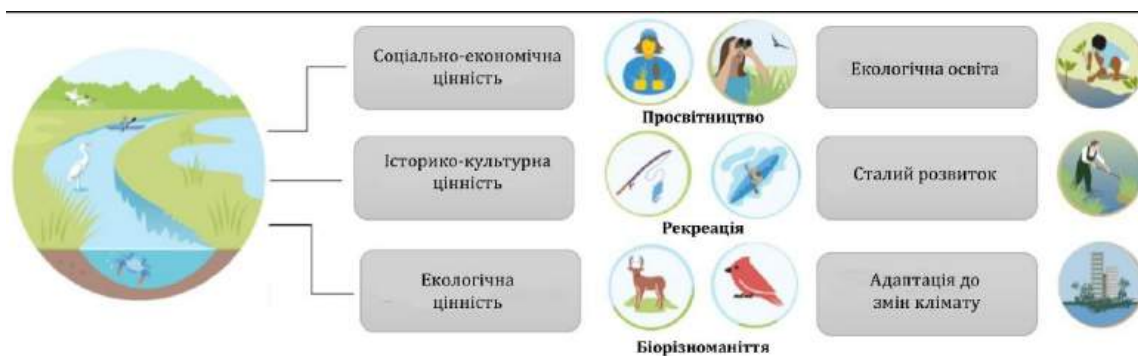 Соціально-економічна
цінність
Просвітництво
Екологічна освіта
Історико-культурна
цінність
Рекреація
Сталий розвиток
Екологічна
цінність
Біорізноманіття
Адаптація до
змін клімату